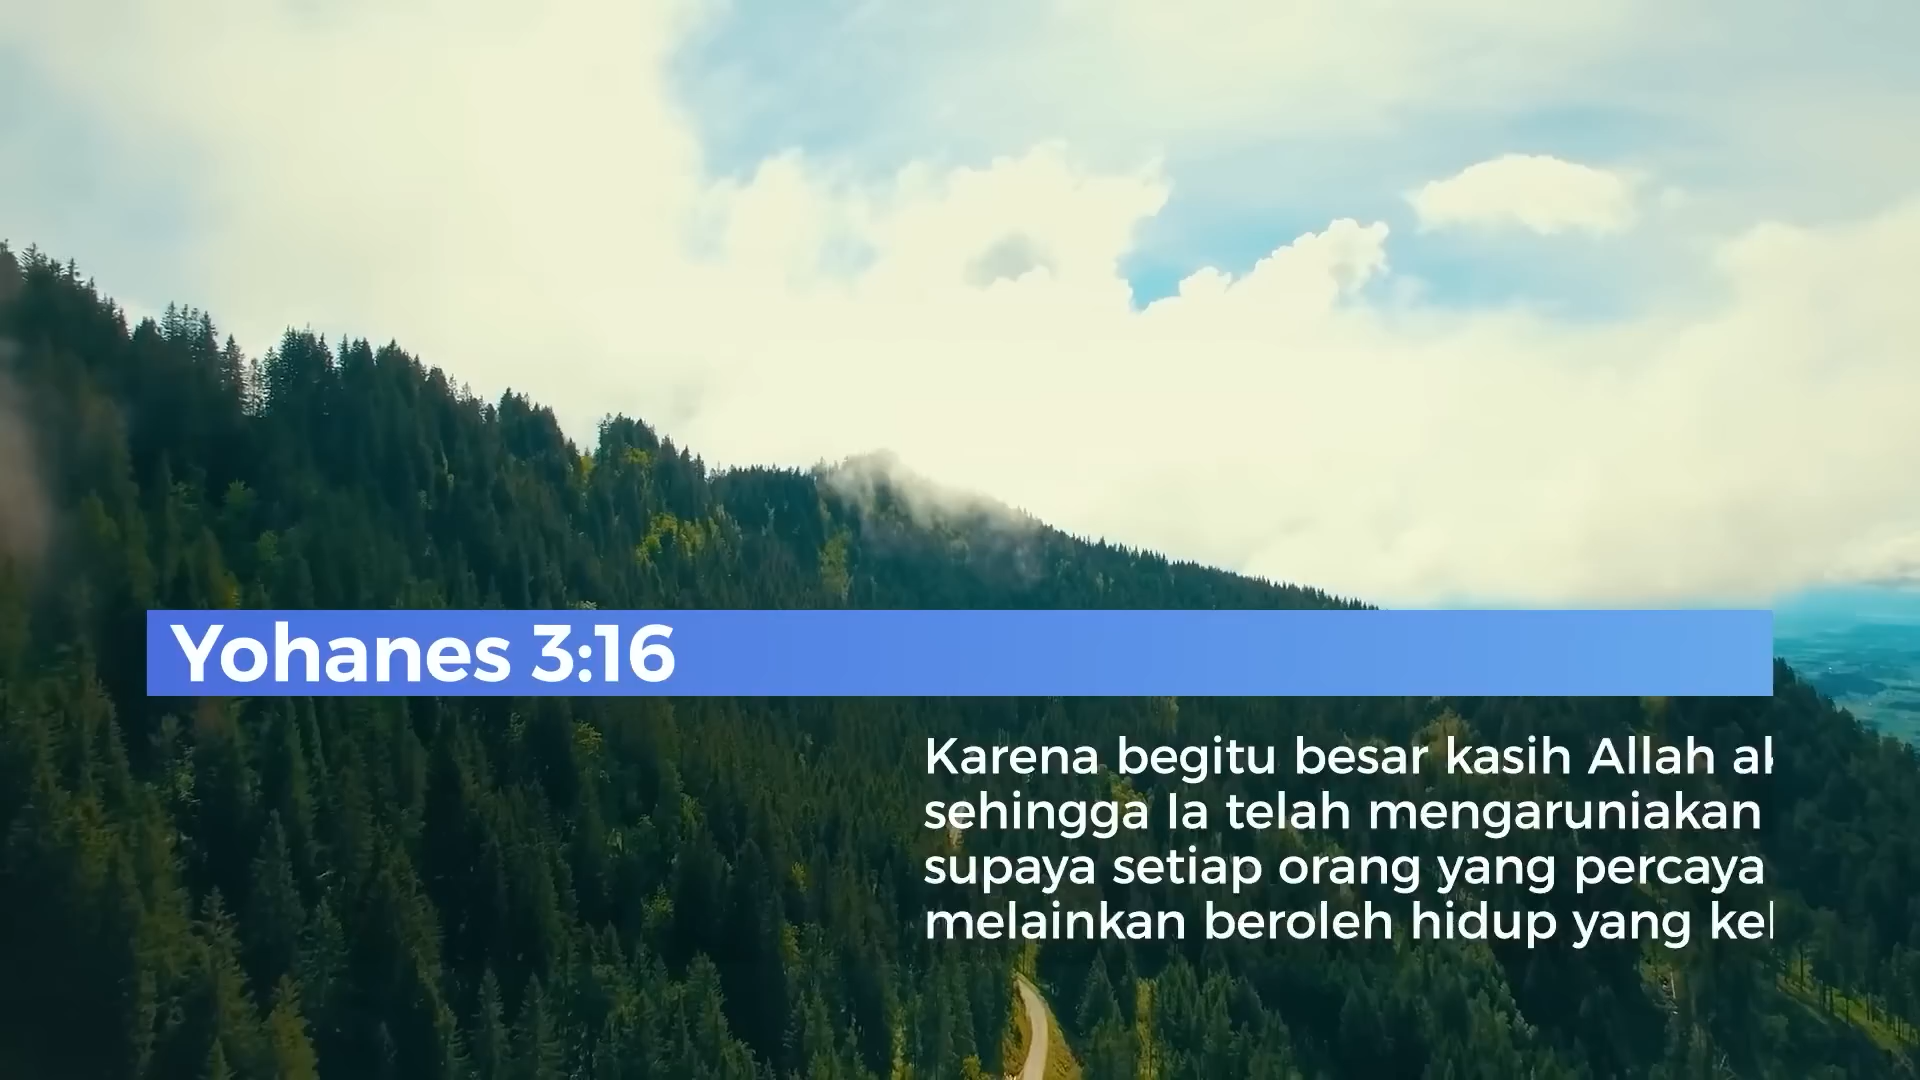 Yohanes 3:16
Karena begitu besar kasih Allah
sehingga Ia telah mengaruniakan
supaya setiap orang yang percaya
melainkan beroleh hidup yang